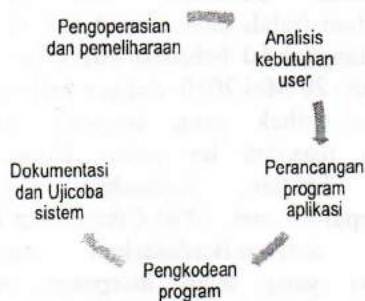 Pengoperasian
dan pemeliharaan
Analisis
kebutuhan
user
Perancangan
program
aplikasi
Pengkodean
program
Dokumentasi
dan Ujicoba
sistem